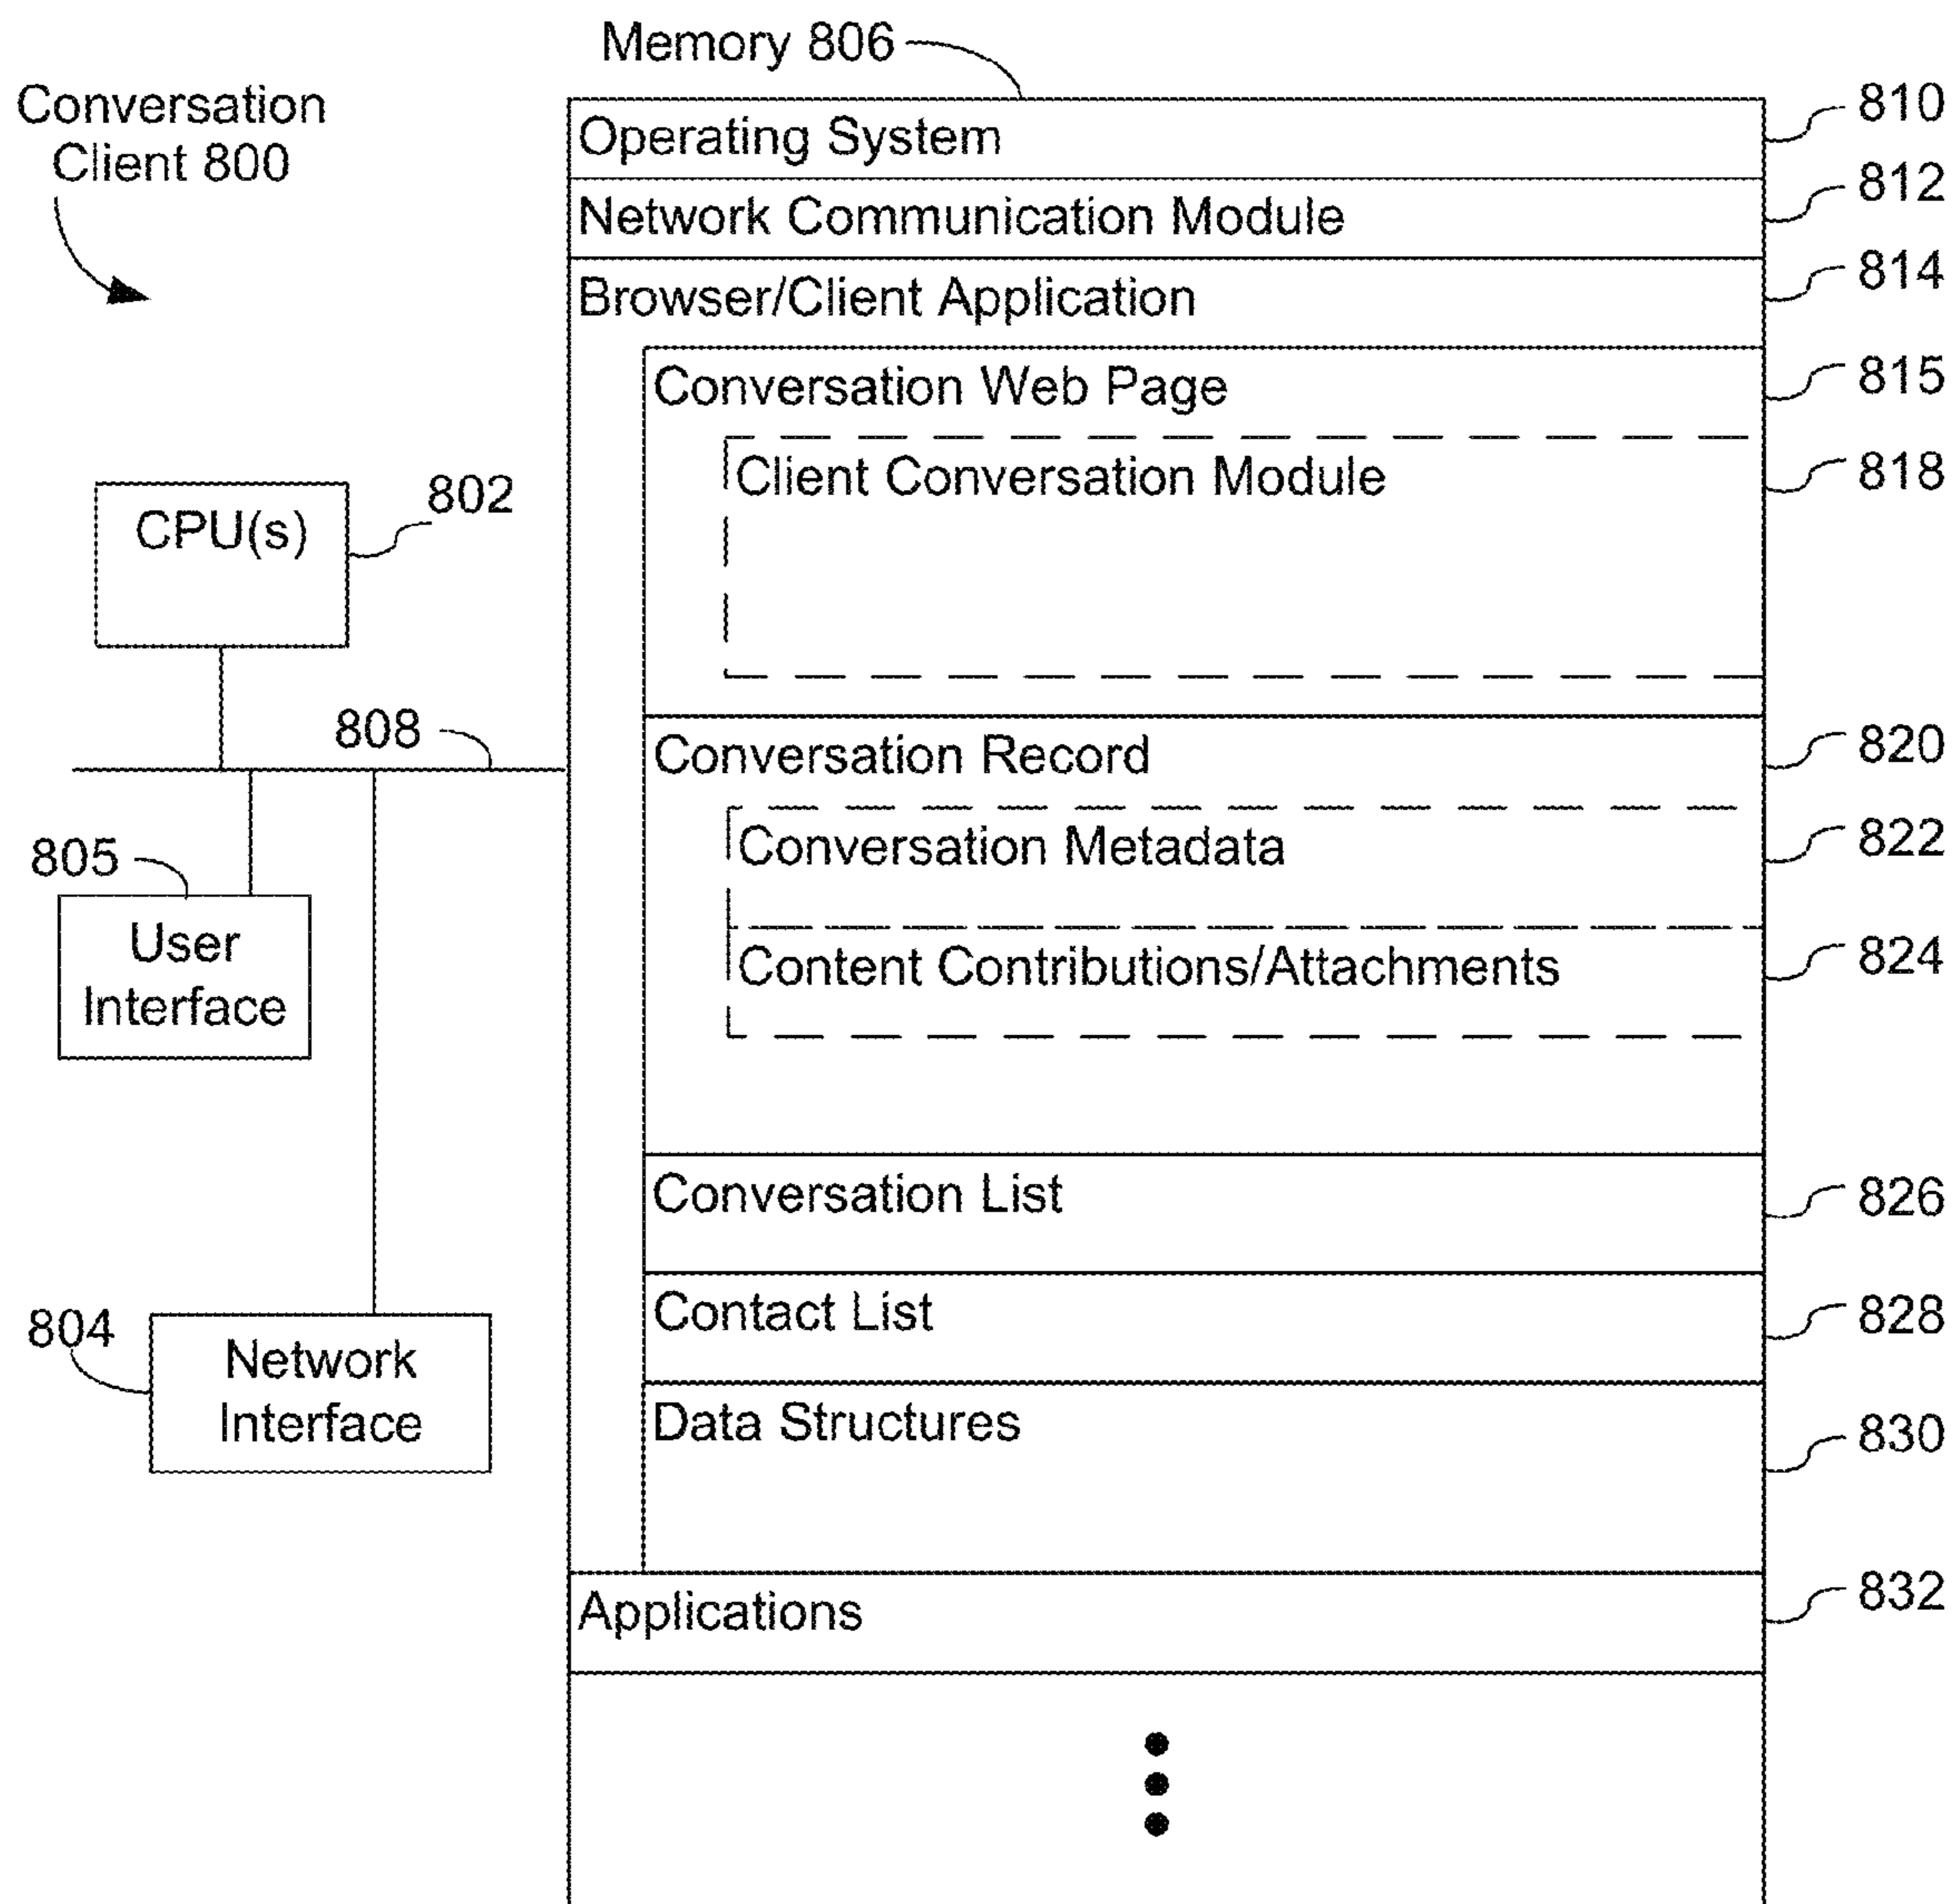 Memory 806
Conversation
Client 800
Operating System
810
Network Communication Module
812
Browser/Client Application
814
Conversation Web Page
815
Client Conversation Module
818
CPU(s)
802
808
Conversation Record
820
Conversation Metadata
822
805
User
Interface
Content Contributions/Attachments
824
Conversation List
826
Contact List
828
804
Network
Interface
Data Structures
830
Applications
832